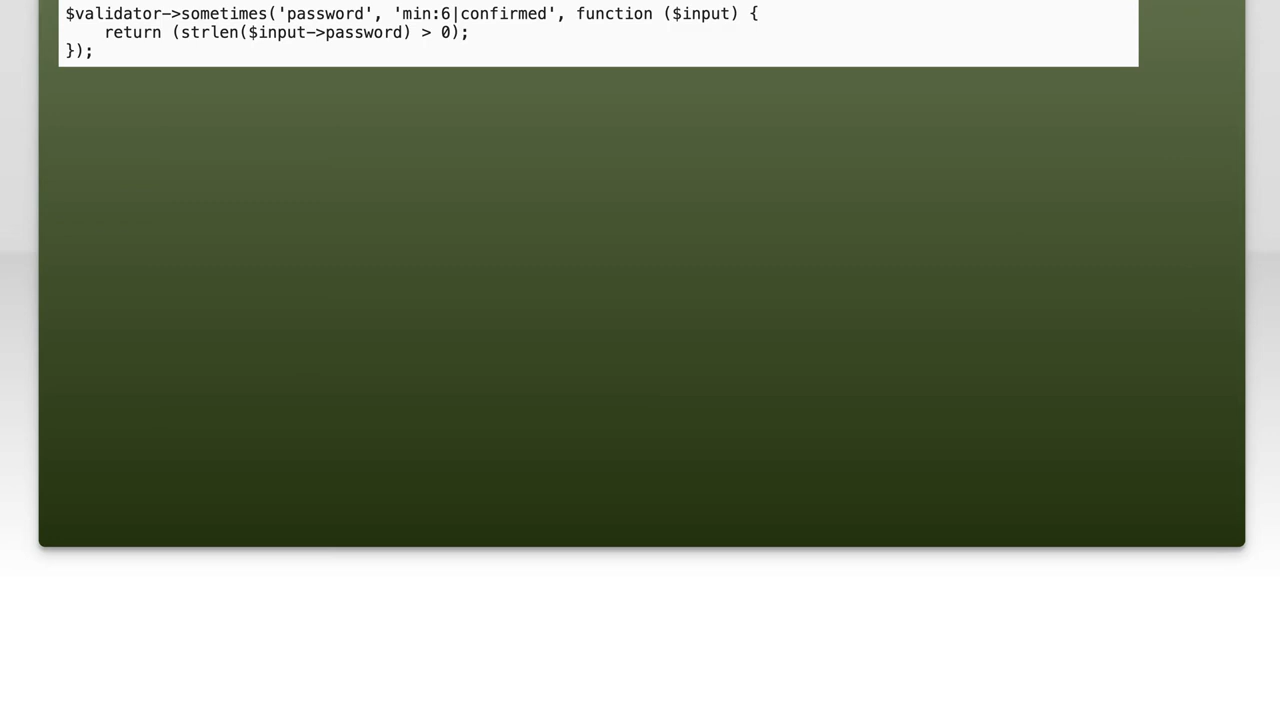 $validator->sometimes('password', 'min:6|confirmed', function ($input) {
    return (strlen($input->password) > 0);
});